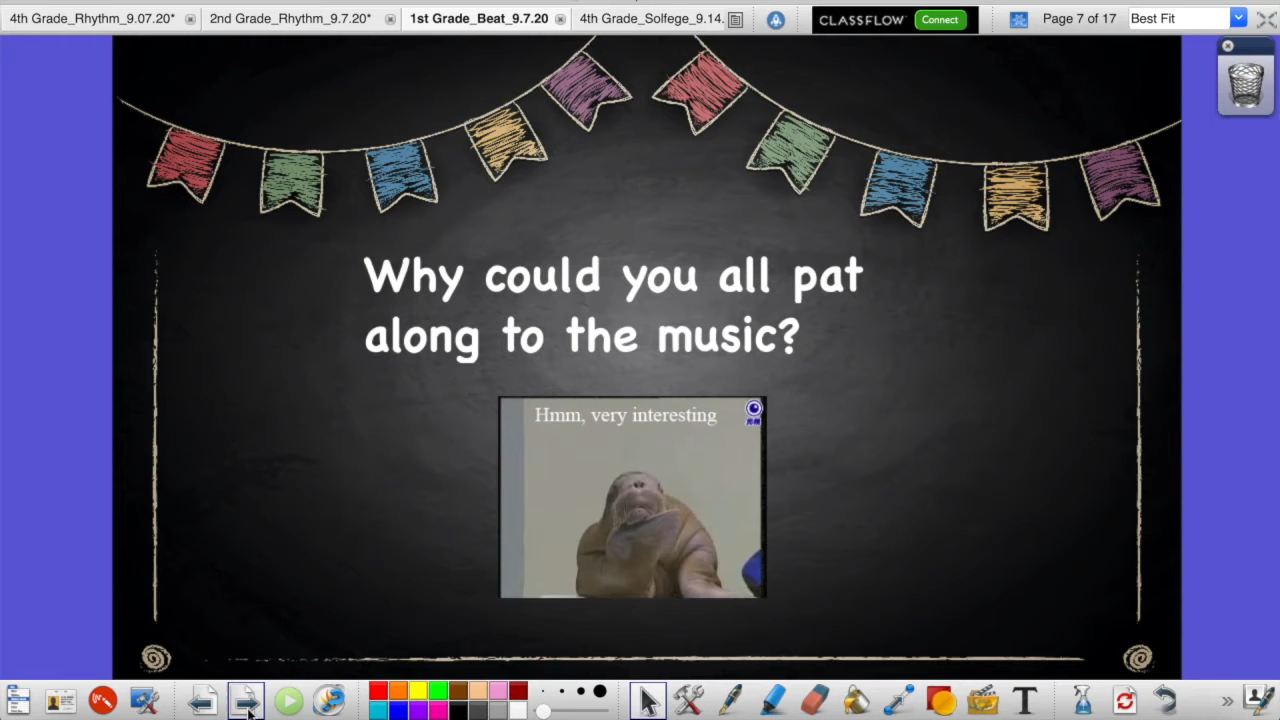 4th Grade_Rhythm_9.07.20*
2nd Grade_Rhythm_9.7.20*
1st Grade_Beat_9.7.20
4th Grade_Solfege_9.14.
CLASSFLOW
Connect
Page 7 of 17
Best Fit
Why could you all pat
along to the music?
Hmm, very interesting